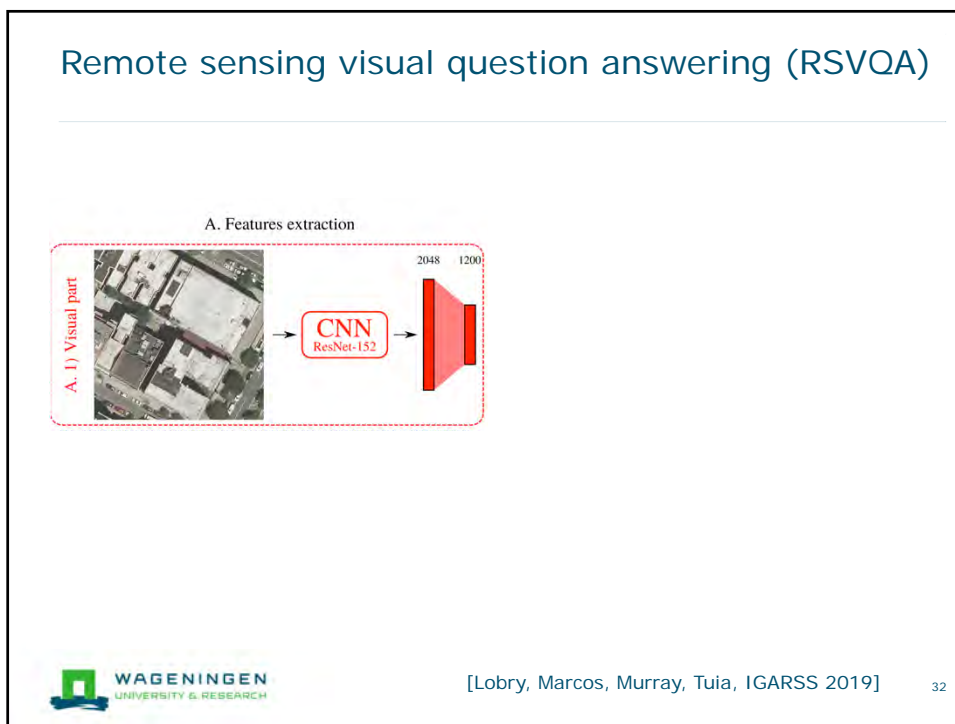 Remote sensing visual question answering (RSVQA)
A. Features extraction
A. 1) Visual part
CNN
ResNet-152
2048
1200
WAGENINGEN
UNIVERSITY & RESEARCH
[Lobry, Marcos, Murray, Tuia, IGARSS 2019]
32